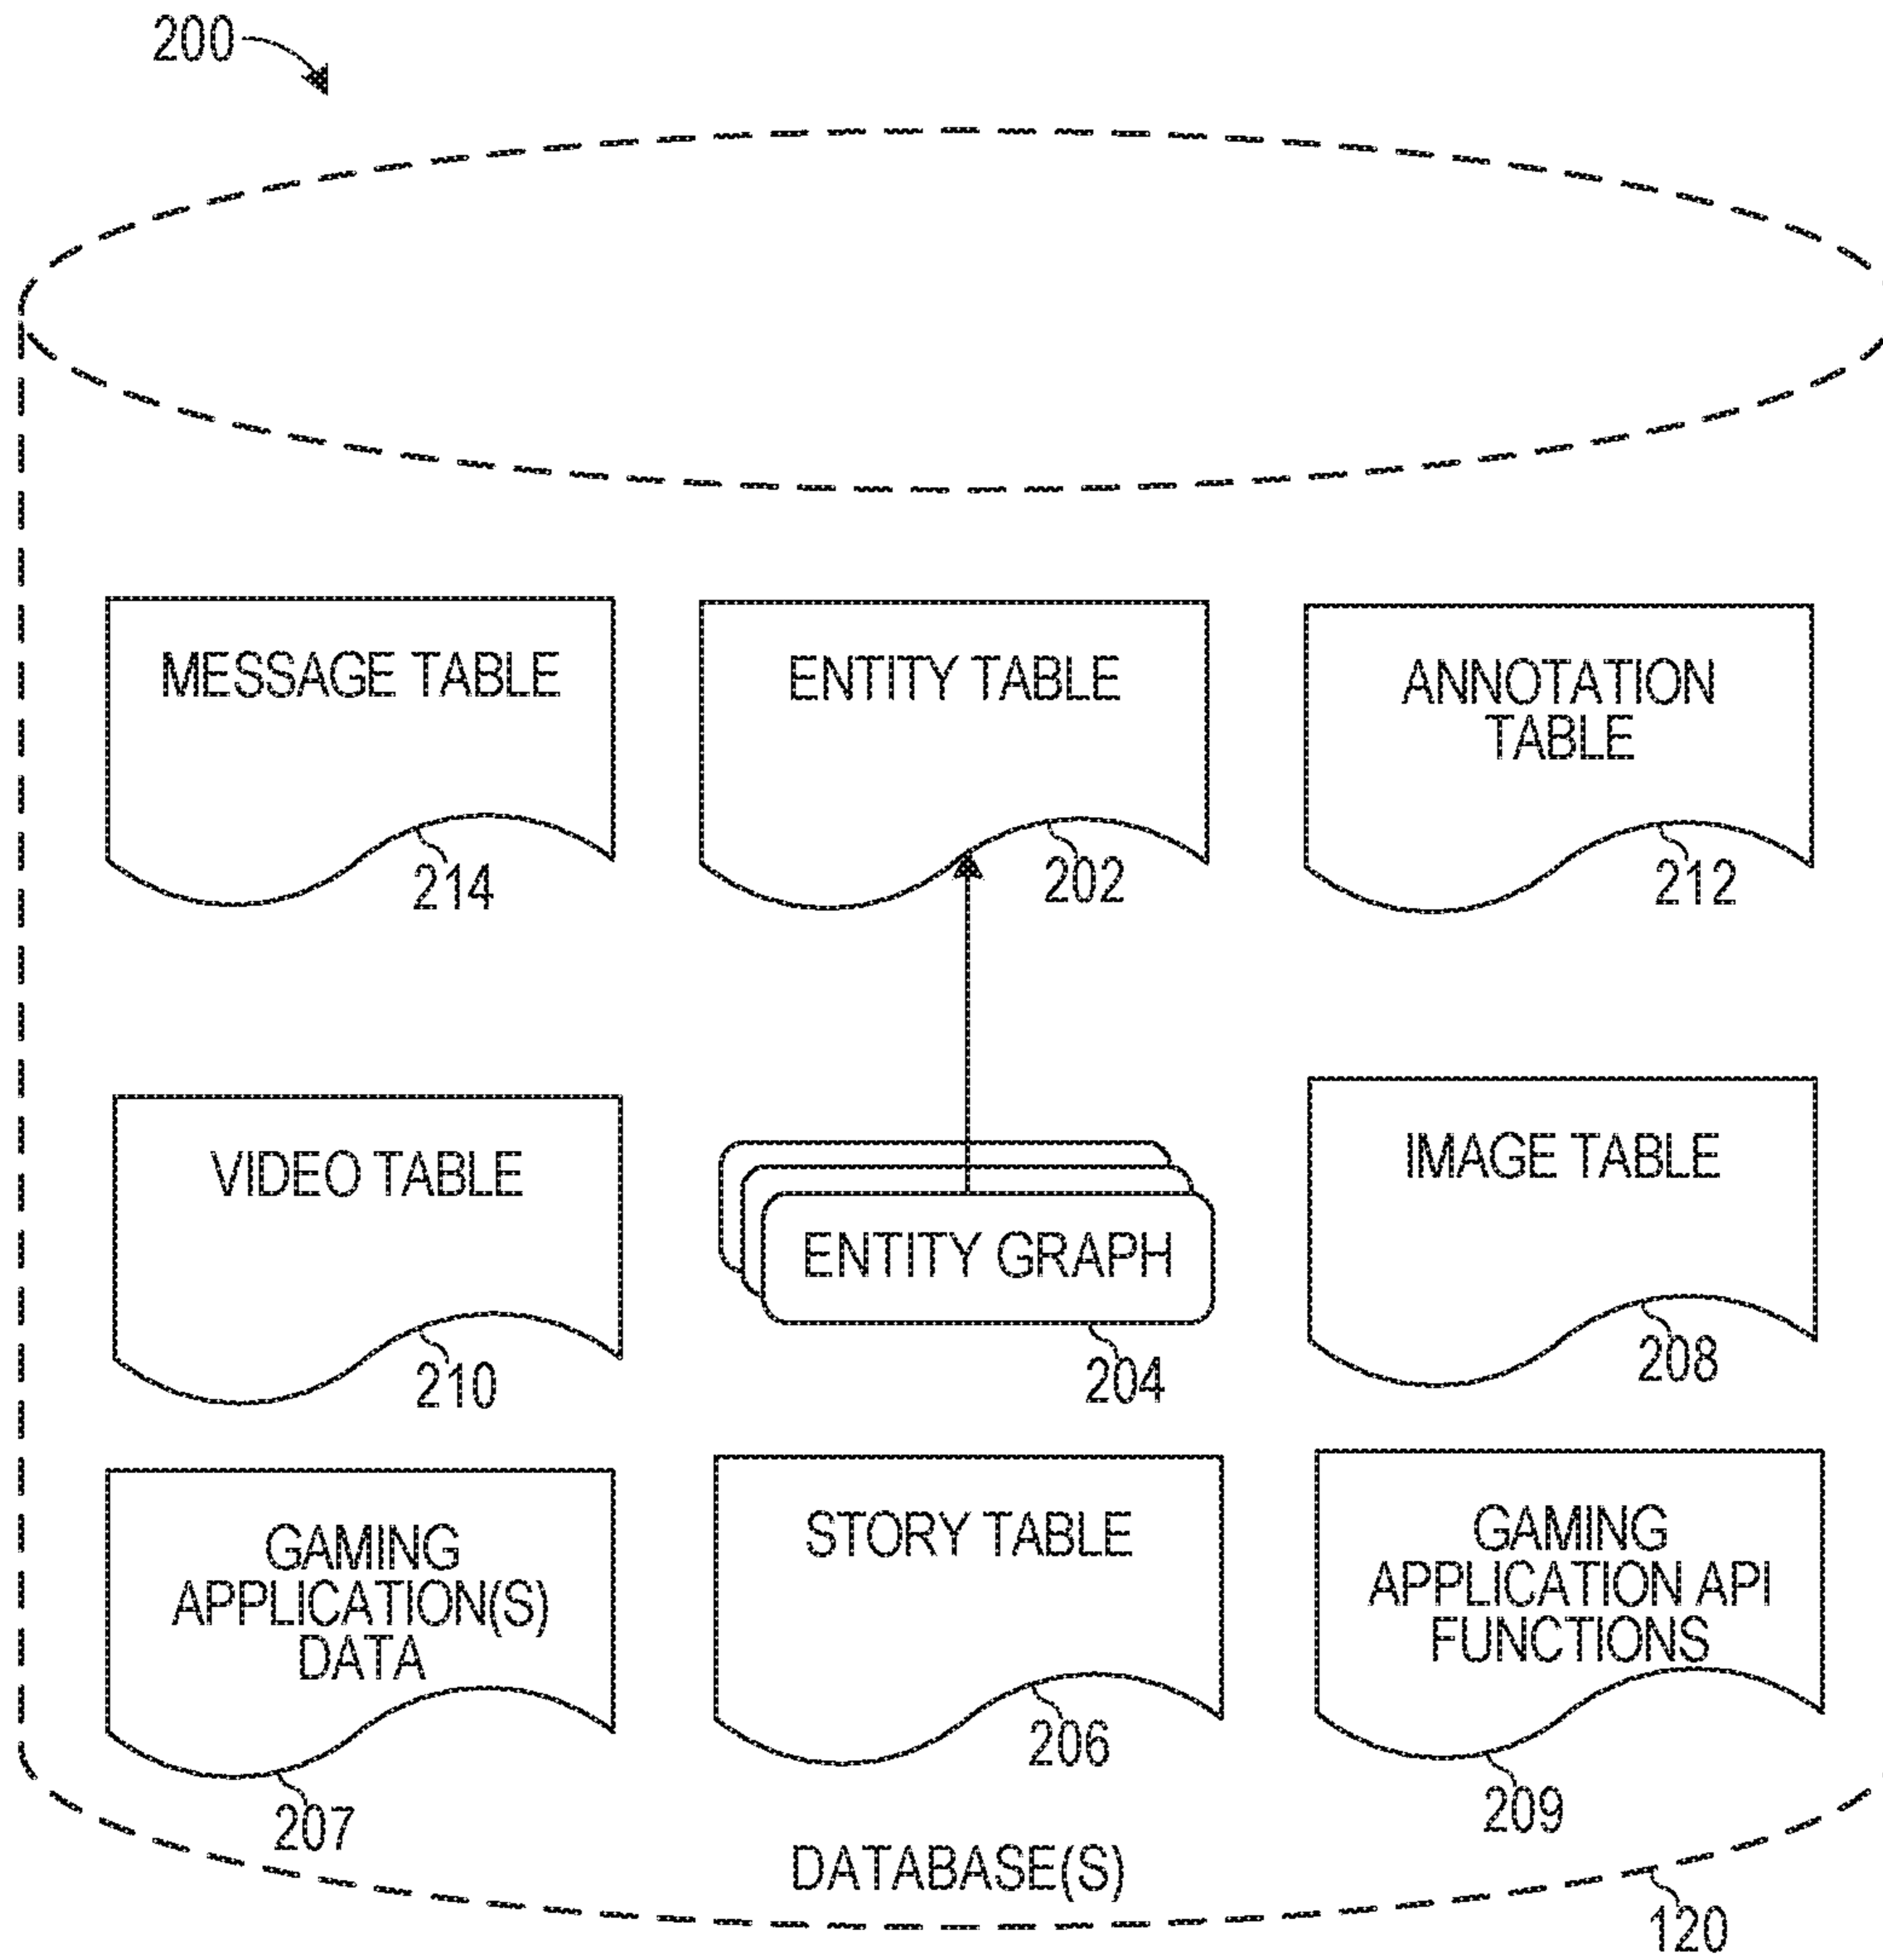 200
MESSAGE TABLE
214
ENTITY TABLE
202
ANNOTATION
TABLE
212
VIDEO TABLE
210
ENTITY GRAPH
204
IMAGE TABLE
208
GAMING
APPLICATION(S)
DATA
207
STORY TABLE
206
GAMING
APPLICATION API
FUNCTIONS
209
DATABASE(S)
120